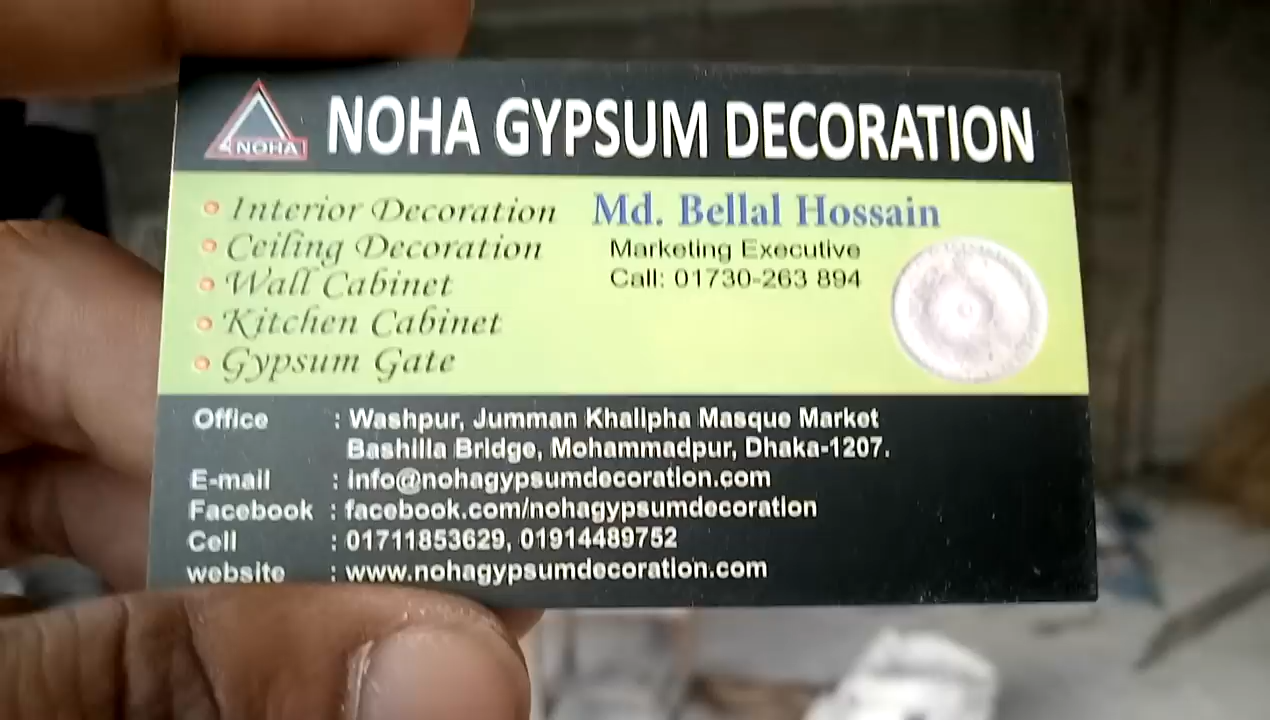 NOHA
NOHA GYPSUM DECORATION
Interior Decoration
Ceiling Decoration
Wall Cabinet
Kitchen Cabinet
Gypsum Gate
Md. Bellal Hossain
Marketing Executive
Call: 01730-263 894
Office : Washpur, Jumman Khalipha Masque Market
Bashilla Bridge, Mohammadpur, Dhaka-1207.
E-mail : info@nohagypsumdecoration.com
Facebook : facebook.com/nohagypsumdecoration
Cell : 01711853629, 01914489752
website : www.nohagypsumdecoration.com